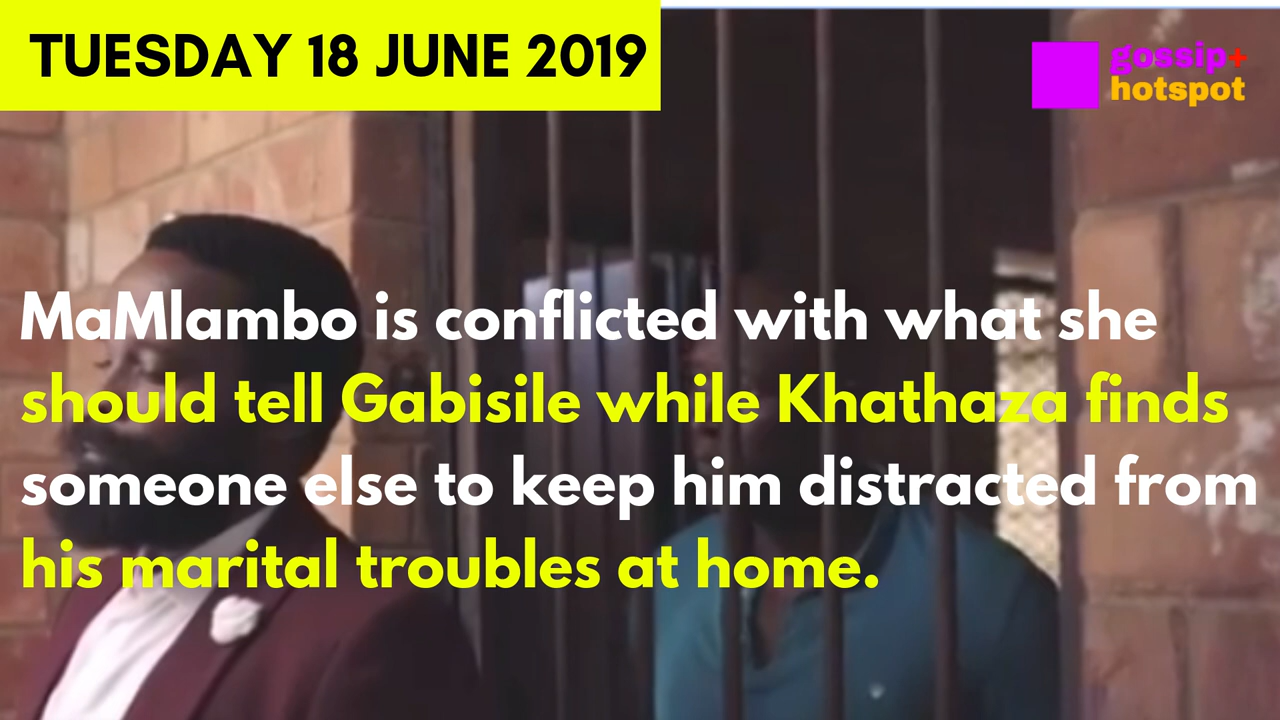 TUESDAY 18 JUNE 2019
gossip+
hotspot
MaMlambo is conflicted with what she
should tell Gabisile while Khathaza finds
someone else to keep him distracted from
his marital troubles at home.